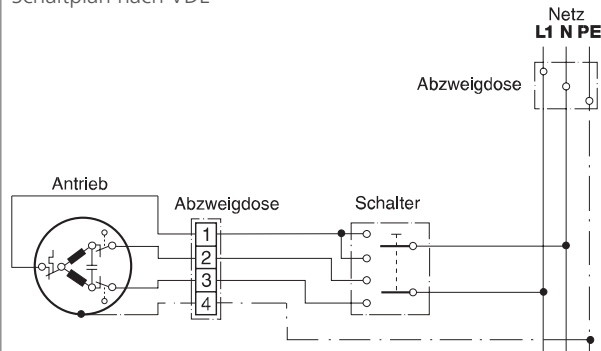 Schaltplan nach VDE
Netz
L1 N PE
Abzweigdose
Antrieb
Abzweigdose
Schalter
1
2
3
4